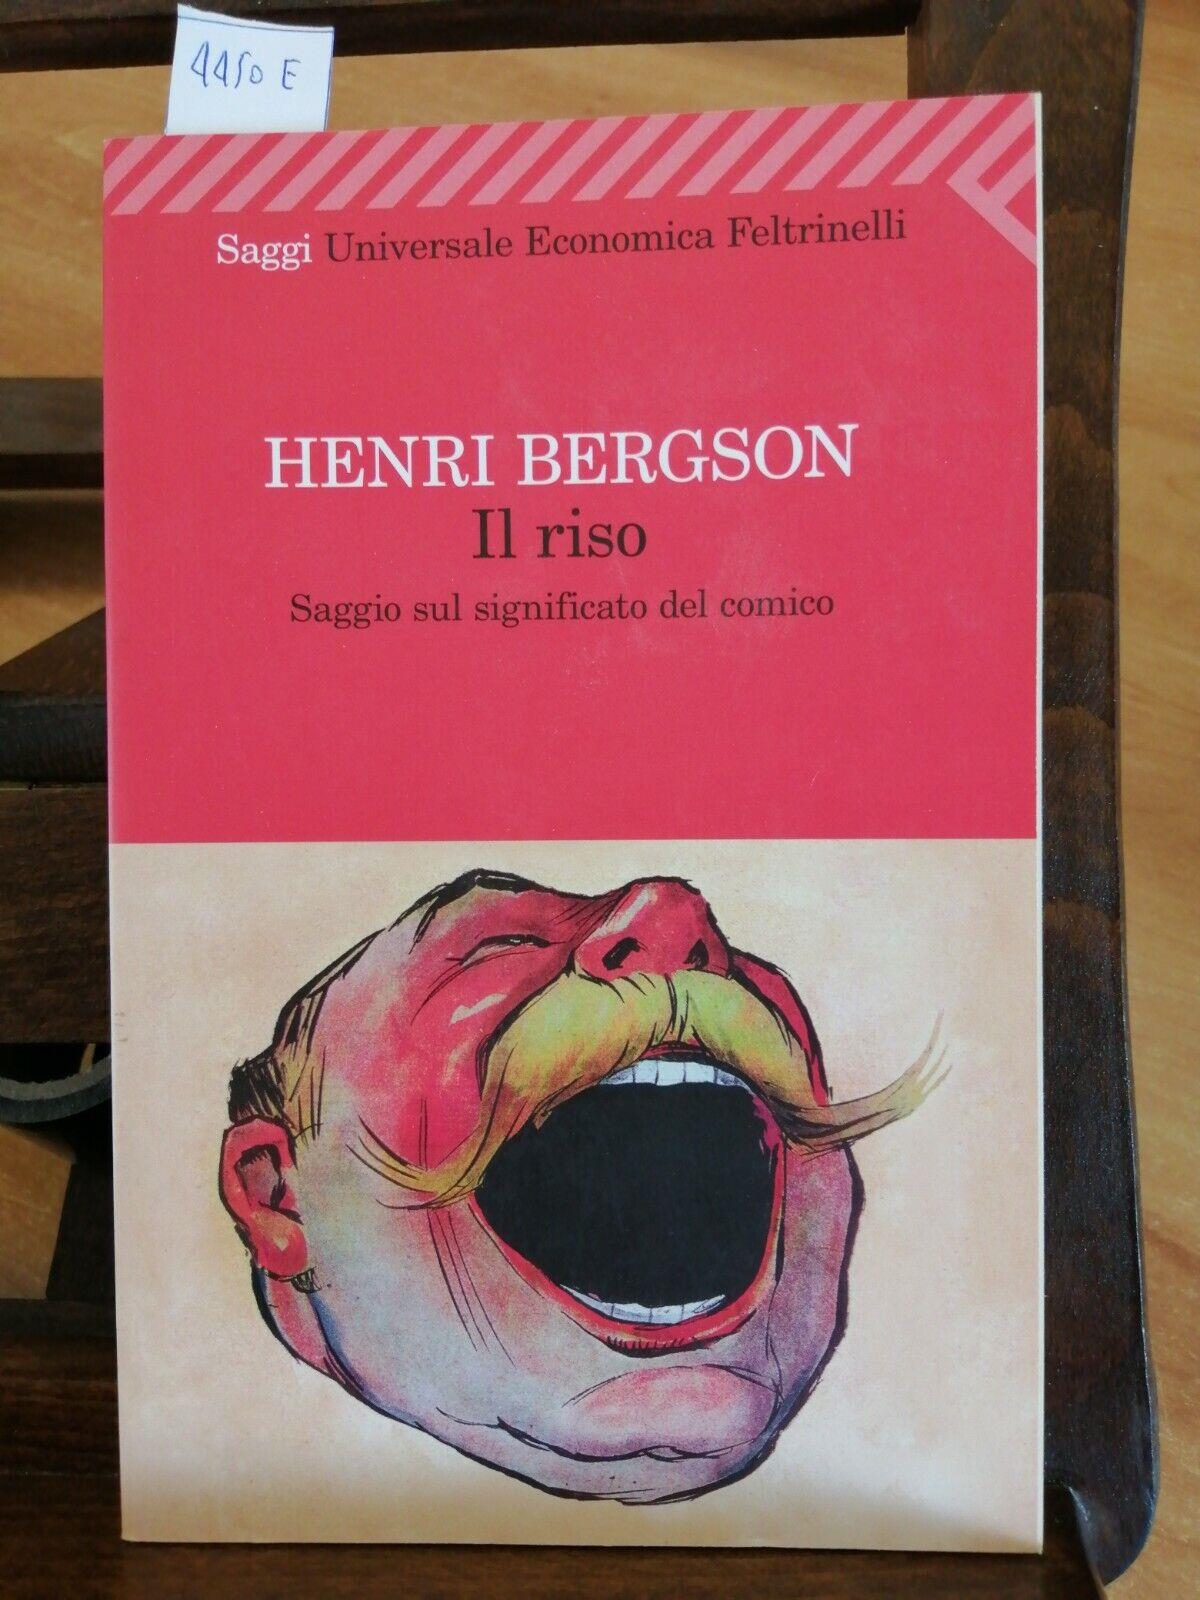 4450 E
Saggi Universale Economica Feltrinelli
HENRI BERGSON
Il riso
Saggio sul significato del comico